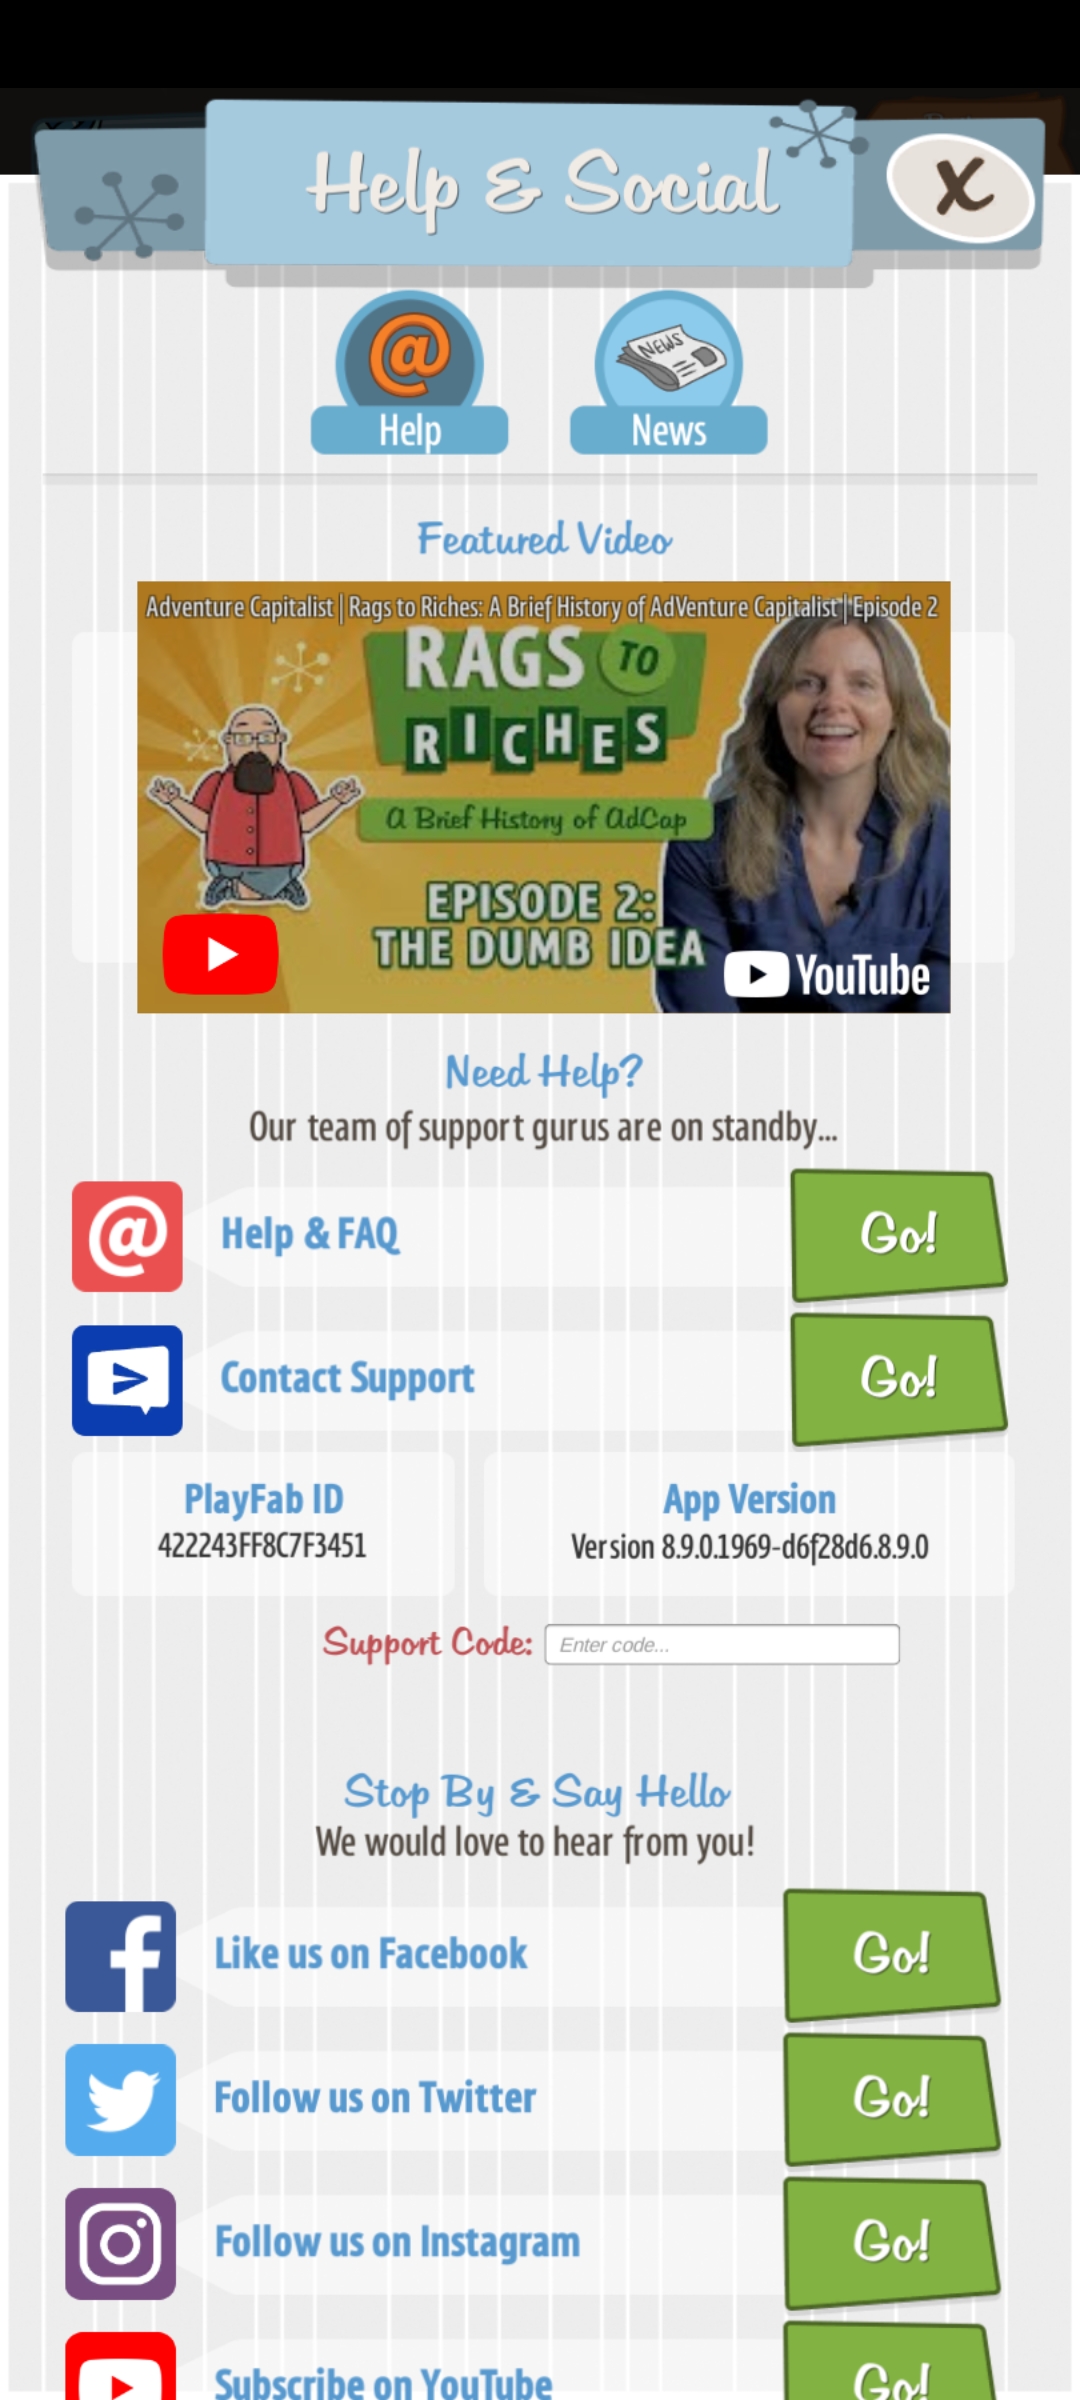 Help & Social
X
@
Help
NEWS
News
Featured Video
Adventure Capitalist | Rags to Riches: A Brief History of AdVenture Capitalist | Episode 2
RAGS TO
RICHES
A Brief History of AdCap
EPISODE 2:
THE DUMB IDEA
YouTube
Need Help?
Our team of support gurus are on standby...
@
Help & FAQ
Go!
Contact Support
Go!
PlayFab ID
App Version
422243FF8C7F3451
Version 8.9.0.1969-d6f28d6.8.9.0
Support Code:
Enter code...
Stop By & Say Hello
We would love to hear from you!
f
Like us on Facebook
Go!
Follow us on Twitter
Go!
Follow us on Instagram
Go!
Subscribe on YouTube
Go!